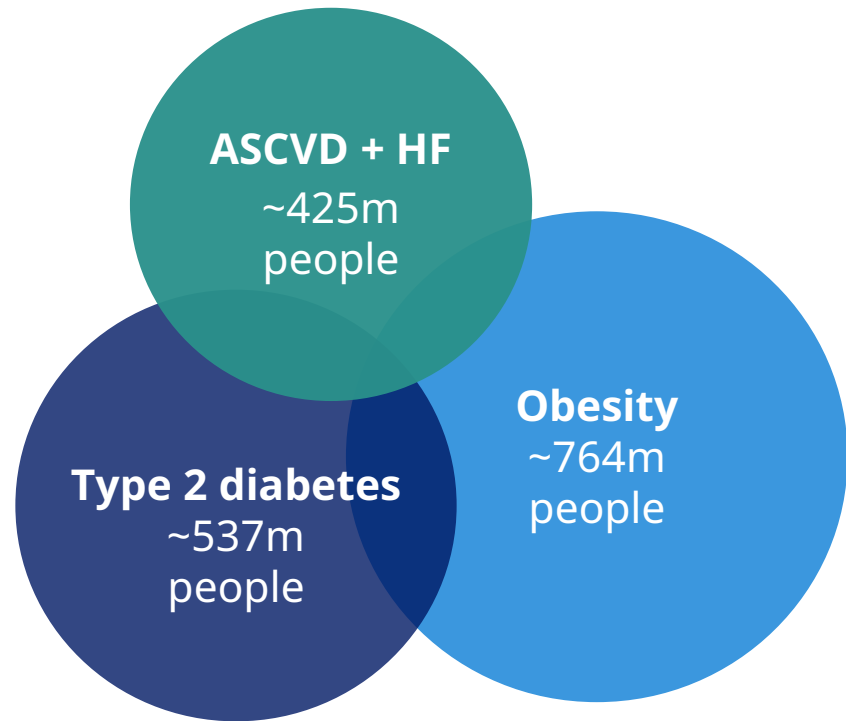 ASCVD + HF
~425m
people
Obesity
~764m
people
Type 2 diabetes
~537m
people